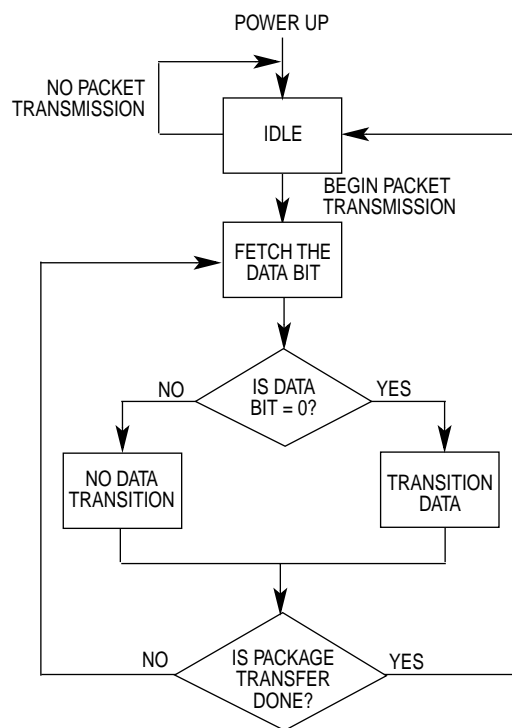 POWER UP
NO PACKET
TRANSMISSION
IDLE
BEGIN PACKET
TRANSMISSION
FETCH THE
DATA BIT
NO
IS DATA
BIT = 0?
YES
NO DATA
TRANSITION
TRANSITION
DATA
NO
IS PACKAGE
TRANSFER
DONE?
YES